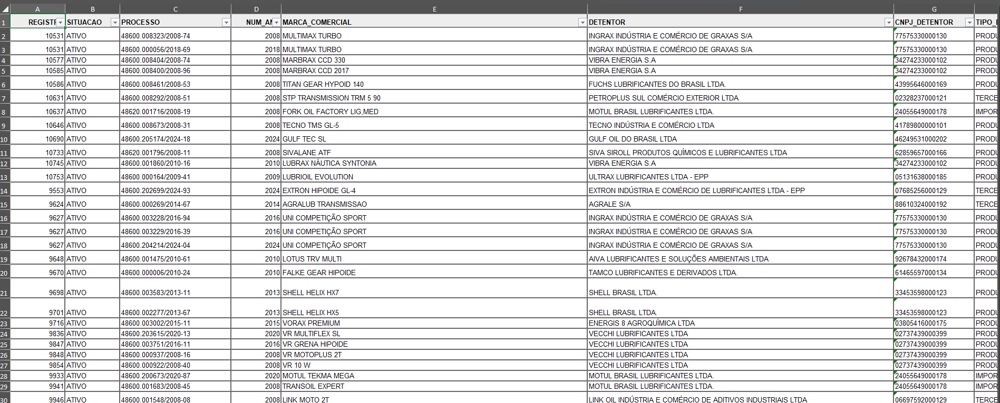 A B C D E F G
1 REGISTR SITUACAO PROCESSO NUM_AN MARCA_COMERCIAL DETENTOR CNPJ_DETENTOR TIPO_D
2 10531 ATIVO 48600.008323/2008-74 2008 MULTIMAX TURBO INGRAX INDÚSTRIA E COMÉRCIO DE GRAXAS S/A 77575330000130 PRODU
3 10531 ATIVO 48600.000056/2018-69 2018 MULTIMAX TURBO INGRAX INDÚSTRIA E COMÉRCIO DE GRAXAS S/A 77575330000130 PRODU
4 10577 ATIVO 48600.008404/2008-74 2008 MARBRAX CCD 330 VIBRA ENERGIA S.A 34274233000102 PRODU
5 10585 ATIVO 48600.008400/2008-96 2008 MARBRAX CCD 2017 VIBRA ENERGIA S.A 34274233000102 PRODU
6 10586 ATIVO 48600.008461/2008-53 2008 TITAN GEAR HYPOID 140 FUCHS LUBRIFICANTES DO BRASIL LTDA. 43995646000169 PRODU
7 10631 ATIVO 48600.008292/2008-51 2008 STP TRANSMISSION TRM 5 90 PETROPLUS SUL COMÉRCIO EXTERIOR LTDA 02328237000121 TERCE
8 10637 ATIVO 48620.001716/2008-19 2008 FORK OIL FACTORY LIG,MED MOTUL BRASIL LUBRIFICANTES LTDA. 24055649000178 IMPOR
9 10646 ATIVO 48600.008673/2008-31 2008 TECNO TMS GL-5 TECNO INDÚSTRIA E COMÉRCIO LTDA 41789800000101 PRODU
10 10690 ATIVO 48600.205174/2024-18 2024 GULF TEC SL GULF OIL DO BRASIL LTDA 46249531000202 PRODU
11 10733 ATIVO 48620.001796/2008-11 2008 SIVALANE ATF SIVA SIROLL PRODUTOS QUÍMICOS E LUBRIFICANTES LTDA 62859657000166 PRODU
12 10745 ATIVO 48600.001860/2010-16 2010 LUBRAX NÁUTICA SYNTONIA VIBRA ENERGIA S.A 34274233000102 PRODU
13 10753 ATIVO 48600.000164/2009-41 2009 LUBRIOIL EVOLUTION ULTRAX LUBRIFICANTES LTDA - EPP 05131638000185 PRODU
14 9553 ATIVO 48600.202699/2024-93 2024 EXTRON HIPOIDE GL-4 EXTRON INDÚSTRIA E COMÉRCIO DE LUBRIFICANTES LTDA - EPP 07685256000129 TERCE
15 9624 ATIVO 48600.000269/2014-67 2014 AGRALUB TRANSMISSAO AGRALE S/A 88610324000192 TERCE
16 9627 ATIVO 48600.003228/2016-94 2016 UNI COMPETIÇÃO SPORT INGRAX INDÚSTRIA E COMÉRCIO DE GRAXAS S/A 77575330000130 PRODU
17 9627 ATIVO 48600.003229/2016-39 2016 UNI COMPETIÇÃO SPORT INGRAX INDÚSTRIA E COMÉRCIO DE GRAXAS S/A 77575330000130 PRODU
18 9627 ATIVO 48600.204214/2024-04 2024 UNI COMPETIÇÃO SPORT INGRAX INDÚSTRIA E COMÉRCIO DE GRAXAS S/A 77575330000130 PRODU
19 9648 ATIVO 48600.001475/2010-61 2010 LOTUS TRV MULTI AIVA LUBRIFICANTES E SOLUÇÕES AMBIENTAIS LTDA 92678432000174 PRODU
20 9670 ATIVO 48600.000006/2010-24 2010 FALKE GEAR HIPOIDE TAMCO LUBRIFICANTES E DERIVADOS LTDA. 61465597000134 PRODU
21 9698 ATIVO 48600.003583/2013-11 2013 SHELL HELIX HX7 SHELL BRASIL LTDA. 33453598000123 PRODU
22 9701 ATIVO 48600.002277/2013-67 2013 SHELL HELIX HX5 SHELL BRASIL LTDA. 33453598000123 PRODU
23 9716 ATIVO 48600.003002/2015-11 2015 VORAX PREMIUM ENERGIS 8 AGROQUÍMICA LTDA 03805416000175 PRODU
24 9836 ATIVO 48600.203615/2020-13 2020 VR MULTIFLEX SL VECCHI LUBRIFICANTES LTDA 02737439000399 PRODU
25 9847 ATIVO 48600.003751/2016-11 2016 VR GRENA HIPOIDE VECCHI LUBRIFICANTES LTDA 02737439000399 PRODU
26 9848 ATIVO 48600.000937/2008-16 2008 VR MOTOPLUS 2T VECCHI LUBRIFICANTES LTDA 02737439000399 PRODU
27 9854 ATIVO 48600.000922/2008-40 2008 VR 10 W VECCHI LUBRIFICANTES LTDA 02737439000399 PRODU
28 9933 ATIVO 48600.200673/2020-87 2020 MOTUL TEKMA MEGA MOTUL BRASIL LUBRIFICANTES LTDA. 24055649000178 IMPOR
29 9941 ATIVO 48600.001683/2008-45 2008 TRANSOIL EXPERT MOTUL BRASIL LUBRIFICANTES LTDA. 24055649000178 IMPOR
30 9946 ATIVO 48600.001548/2008-08 2008 LINK MOTO 2T LINK OIL INDÚSTRIA E COMÉRCIO DE ADITIVOS INDUSTRIAIS LTDA 06697592000129 TERCE